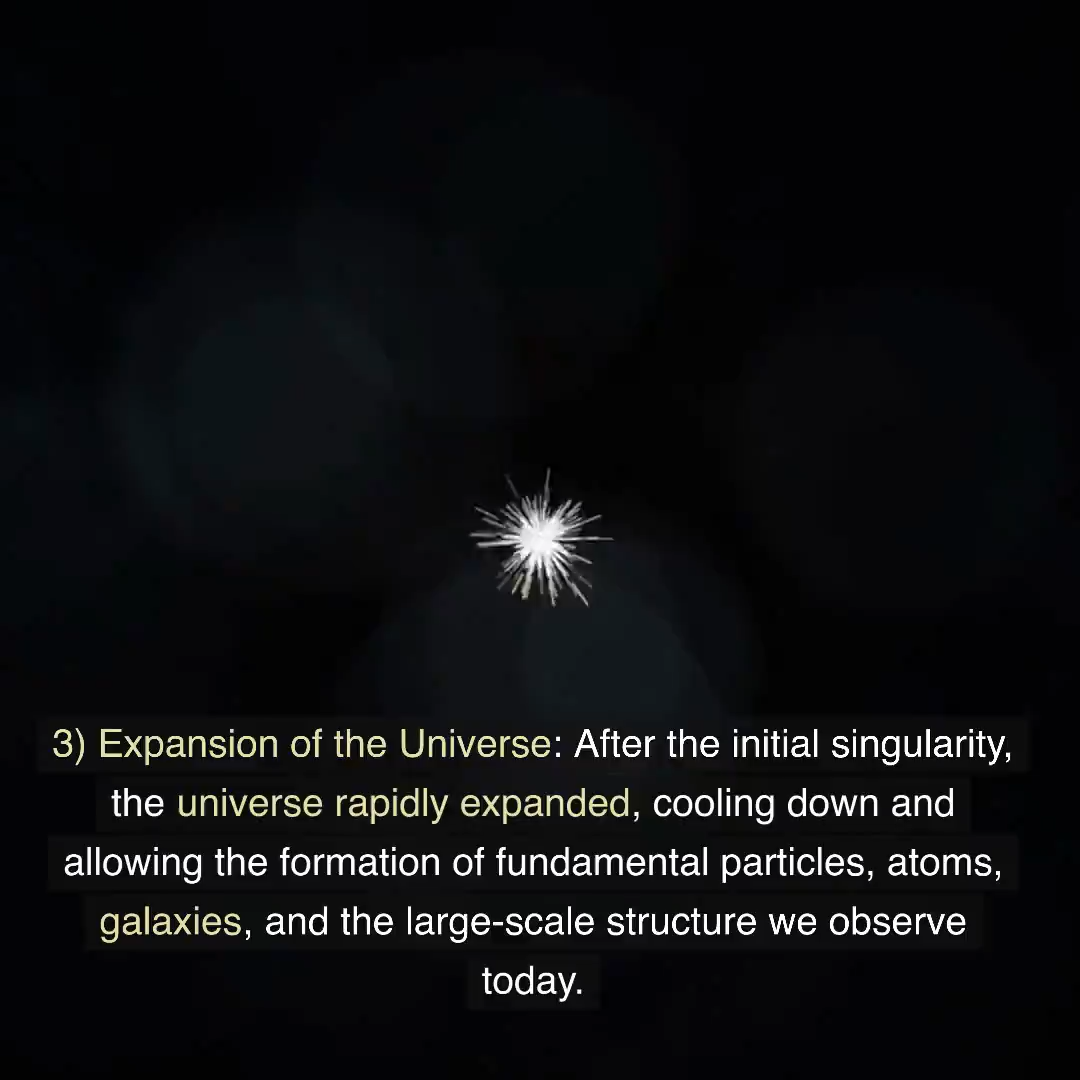 3) Expansion of the Universe: After the initial singularity,
the universe rapidly expanded, cooling down and
allowing the formation of fundamental particles, atoms,
galaxies, and the large-scale structure we observe
today.